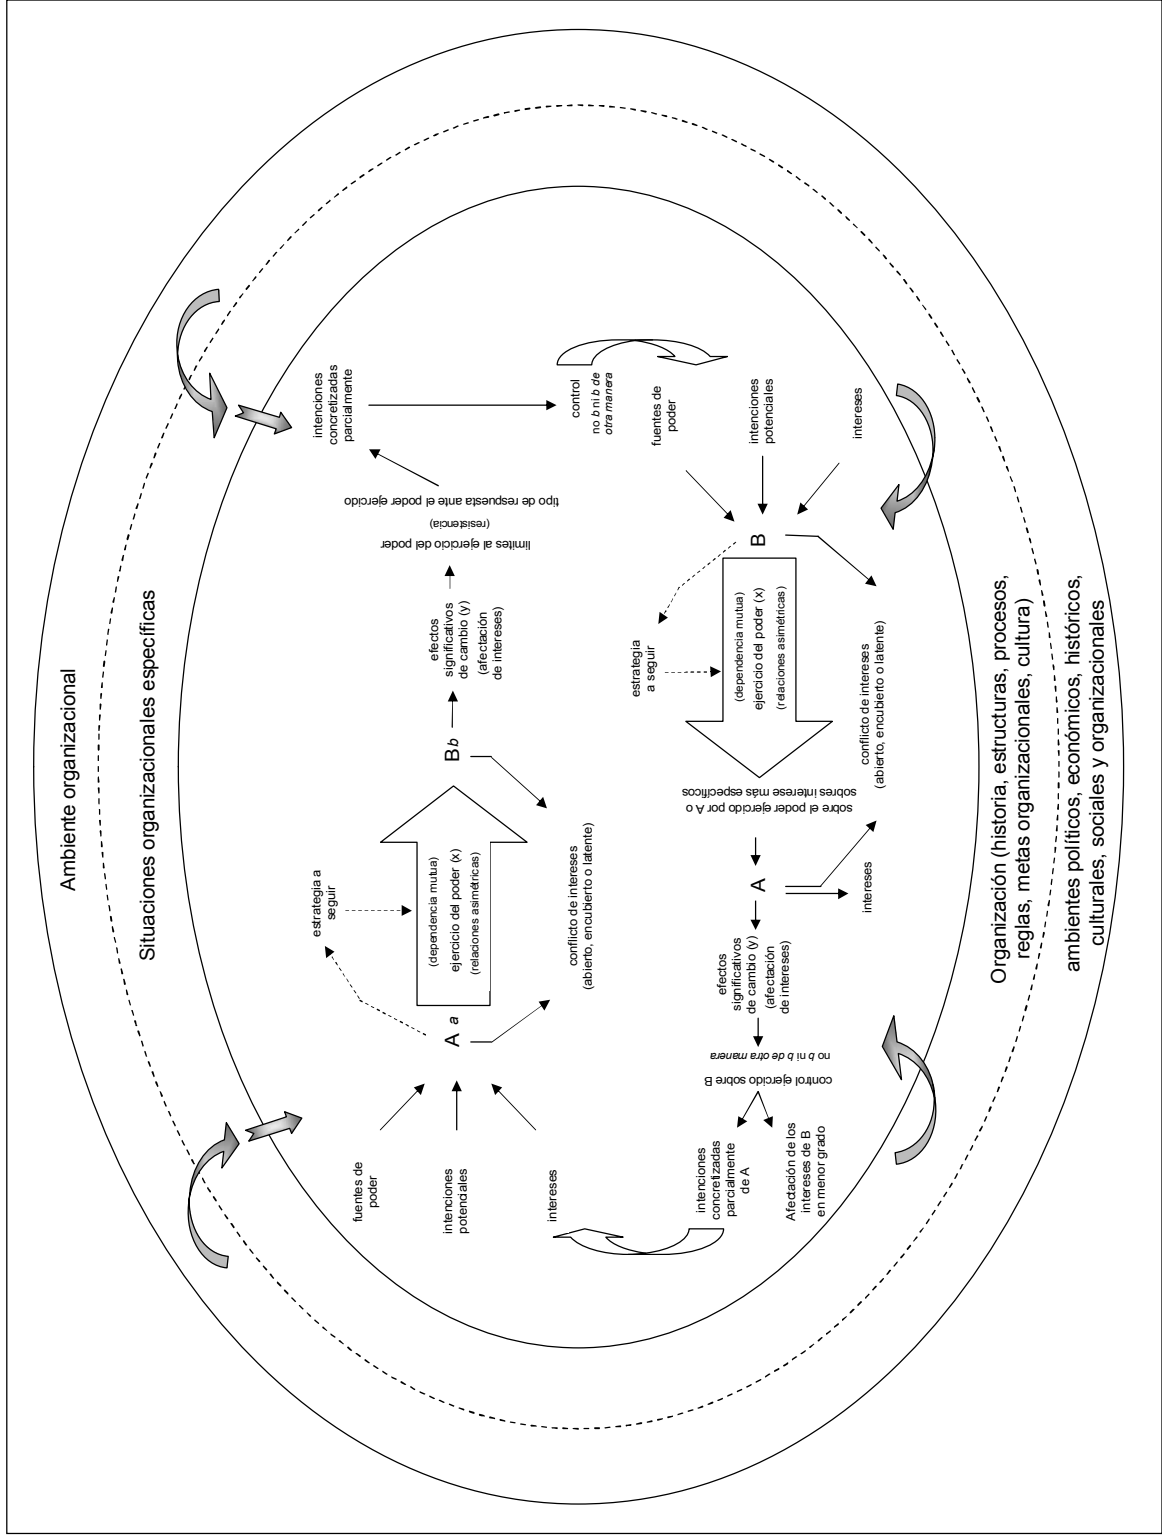 Ambiente organizacional
Situaciones organizacionales específicas
estrategia a
seguir
fuentes de
poder
intenciones
potenciales
intereses
A a
(dependencia mutua)
ejercicio del poder (x)
(relaciones asimétricas)
B b
conflicto de intereses
(abierto, encubierto o latente)
efectos
significativos
de cambio (y)
(afectación
de intereses)
limites al ejercicio del poder
(resistencia)
tipo de respuesta ante el poder ejercido
intenciones
concretizadas
parcialmente
control
no b ni b de
otra manera
fuentes de
poder
intenciones
potenciales
intereses
B
estrategia
a seguir
(dependencia mutua)
ejercicio del poder (x)
(relaciones asimétricas)
conflicto de intereses
(abierto, encubierto o latente)
sobre el poder ejercido por A o
sobres interese más específicos
A
intereses
efectos
significativos
de cambio (y)
(afectación
de intereses)
control ejercido sobre B
no b ni b de otra manera
intenciones
concretizadas
parcialmente
de A
Afectación de los
intereses de B
en menor grado
Organización (historia, estructuras, procesos,
reglas, metas organizacionales, cultura)
ambientes políticos, económicos, históricos,
culturales, sociales y organizacionales